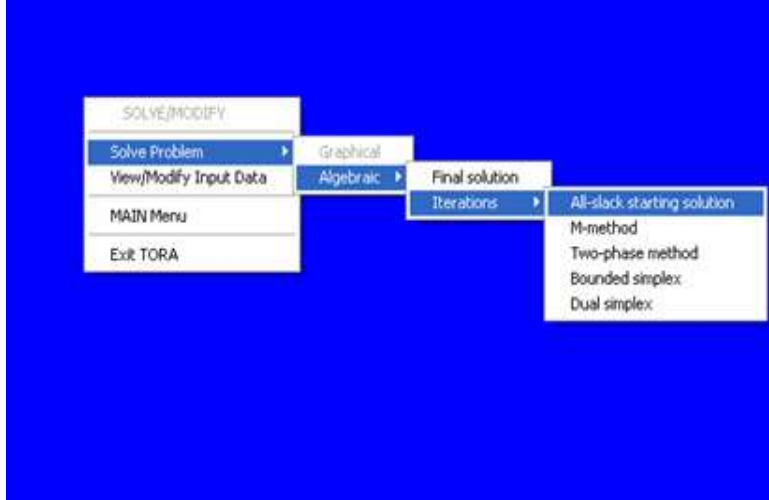 SOLVE/MODIFY
Solve Problem
View/Modify Input Data
MAIN Menu
Exit TORA
Graphical
Algebraic
Final solution
Iterations
All-slack starting solution
M-method
Two-phase method
Bounded simplex
Dual simplex